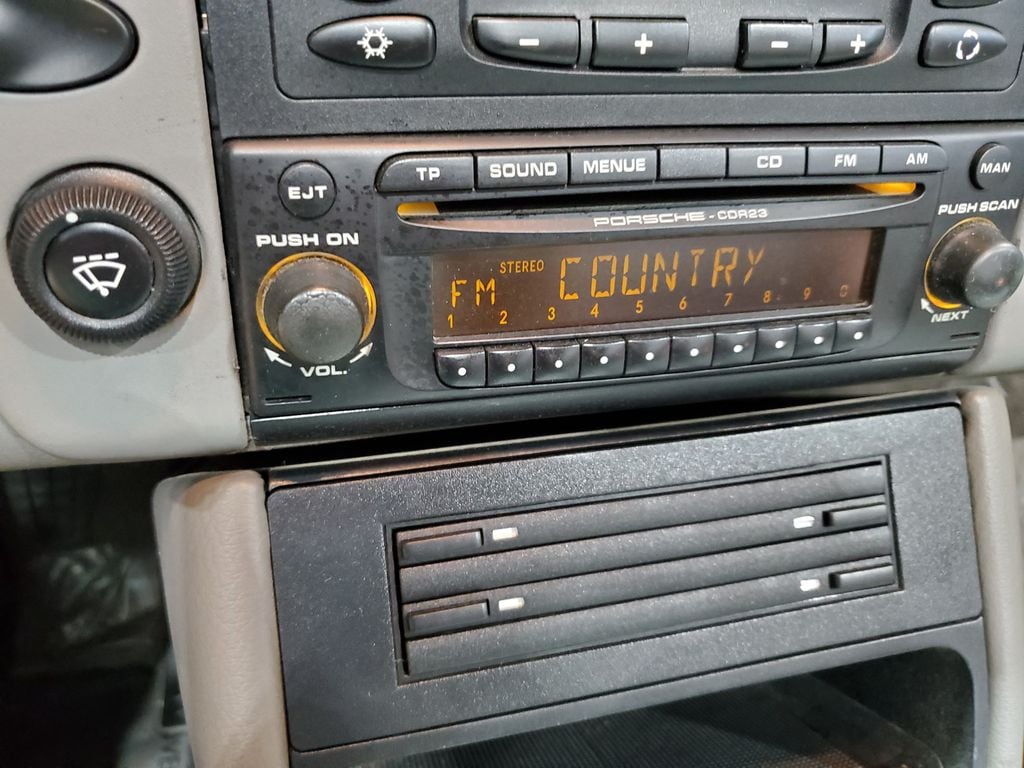 - + - +
TP SOUND MENUE CD FM AM
EJT
MAN
PORSCHE - CDR23
PUSH ON
PUSH SCAN
STEREO
FM COUNTRY
1 2 3 4 5 6 7 8 9 0
VOL.
NEXT